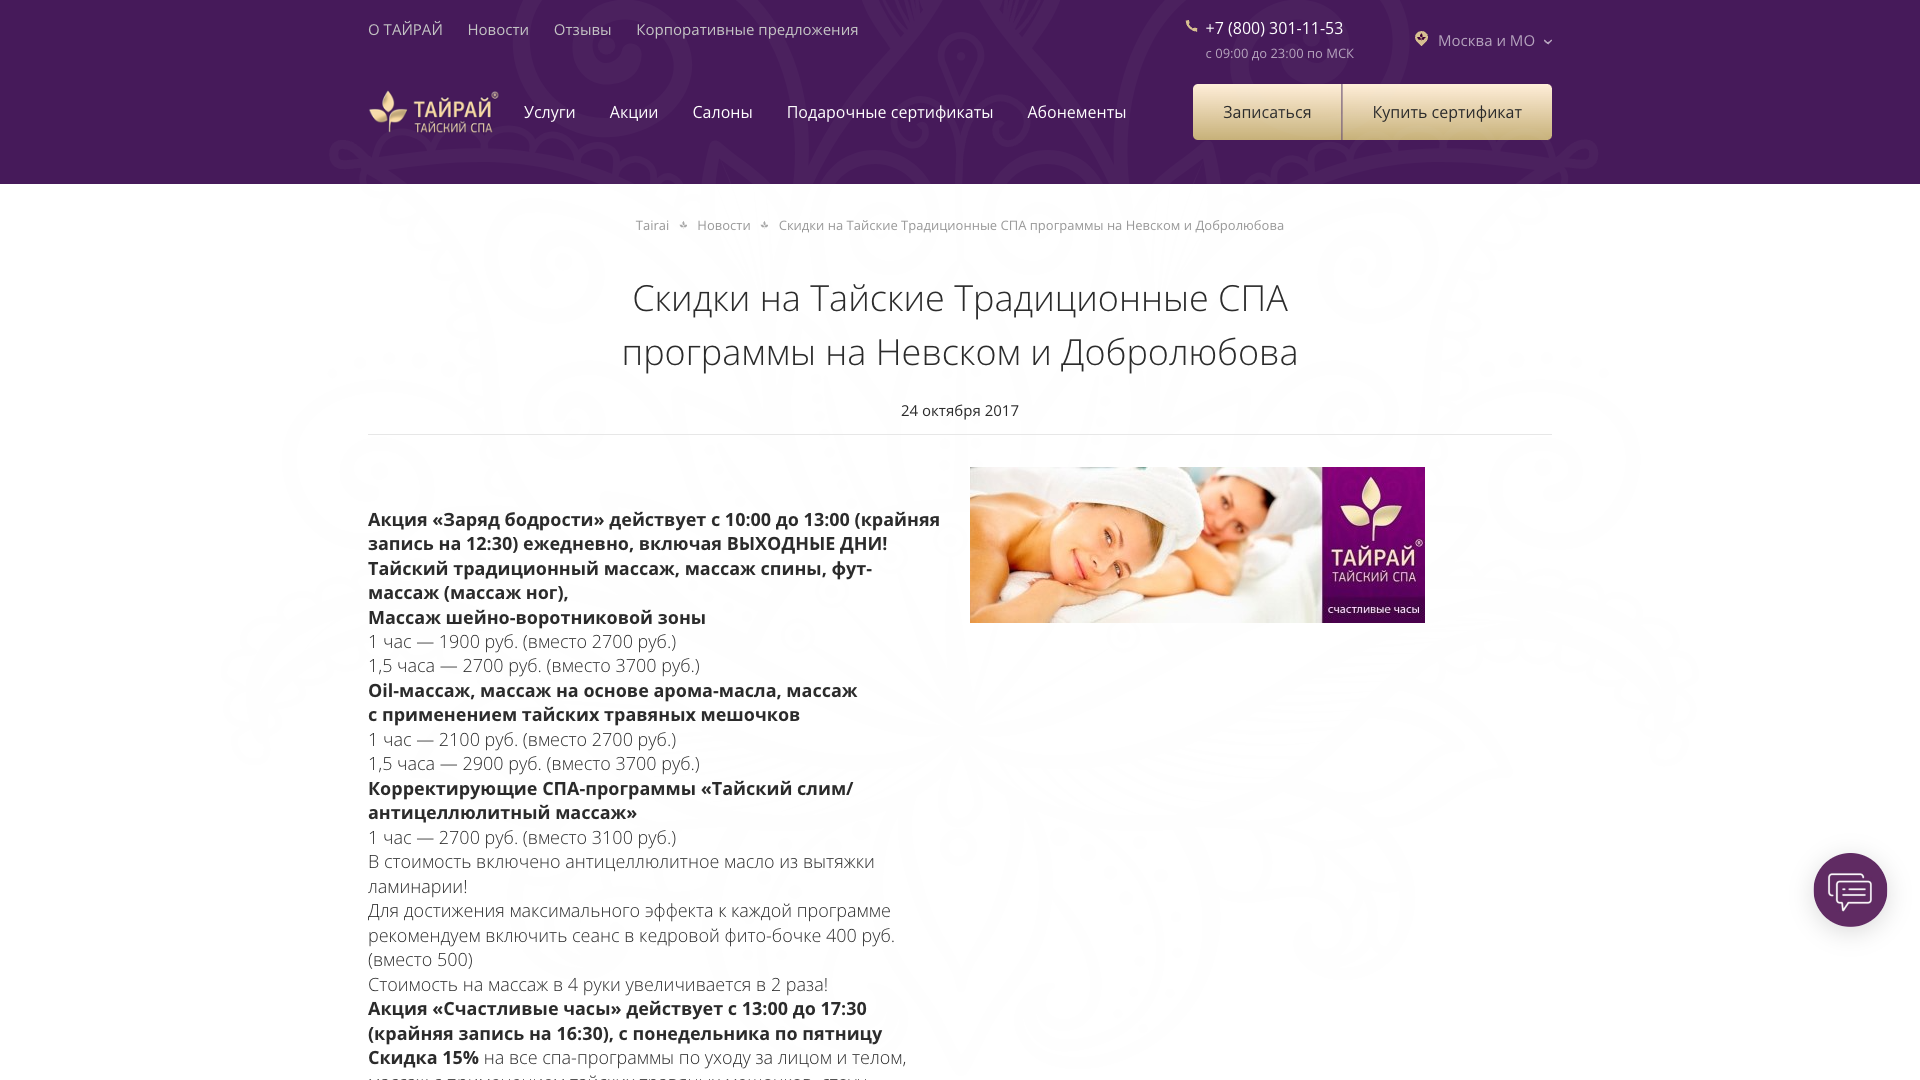 О ТАЙРАЙ Новости Отзывы Корпоративные предложения
+7 (800) 301-11-53
с 09:00 до 23:00 по МСК
Москва и МО
ТАЙРАЙ®
ТАЙСКИЙ СПА
Услуги Акции Салоны Подарочные сертификаты Абонементы
Записаться Купить сертификат
Tairai Новости Скидки на Тайские Традиционные СПА программы на Невском и Добролюбова
Скидки на Тайские Традиционные СПА
программы на Невском и Добролюбова
24 октября 2017
Акция «Заряд бодрости» действует с 10:00 до 13:00 (крайняя
запись на 12:30) ежедневно, включая ВЫХОДНЫЕ ДНИ!
Тайский традиционный массаж, массаж спины, фут-
массаж (массаж ног),
Массаж шейно-воротниковой зоны
1 час — 1900 руб. (вместо 2700 руб.)
1,5 часа — 2700 руб. (вместо 3700 руб.)
Oil-массаж, массаж на основе арома-масла, массаж
с применением тайских травяных мешочков
1 час — 2100 руб. (вместо 2700 руб.)
1,5 часа — 2900 руб. (вместо 3700 руб.)
Корректирующие СПА-программы «Тайский слим/
антицеллюлитный массаж»
1 час — 2700 руб. (вместо 3100 руб.)
В стоимость включено антицеллюлитное масло из вытяжки
ламинарии!
Для достижения максимального эффекта к каждой программе
рекомендуем включить сеанс в кедровой фито-бочке 400 руб.
(вместо 500)
Стоимость на массаж в 4 руки увеличивается в 2 раза!
Акция «Счастливые часы» действует с 13:00 до 17:30
(крайняя запись на 16:30), с понедельника по пятницу
Скидка 15% на все спа-программы по уходу за лицом и телом,
ТАЙРАЙ®
ТАЙСКИЙ СПА
счастливые часы